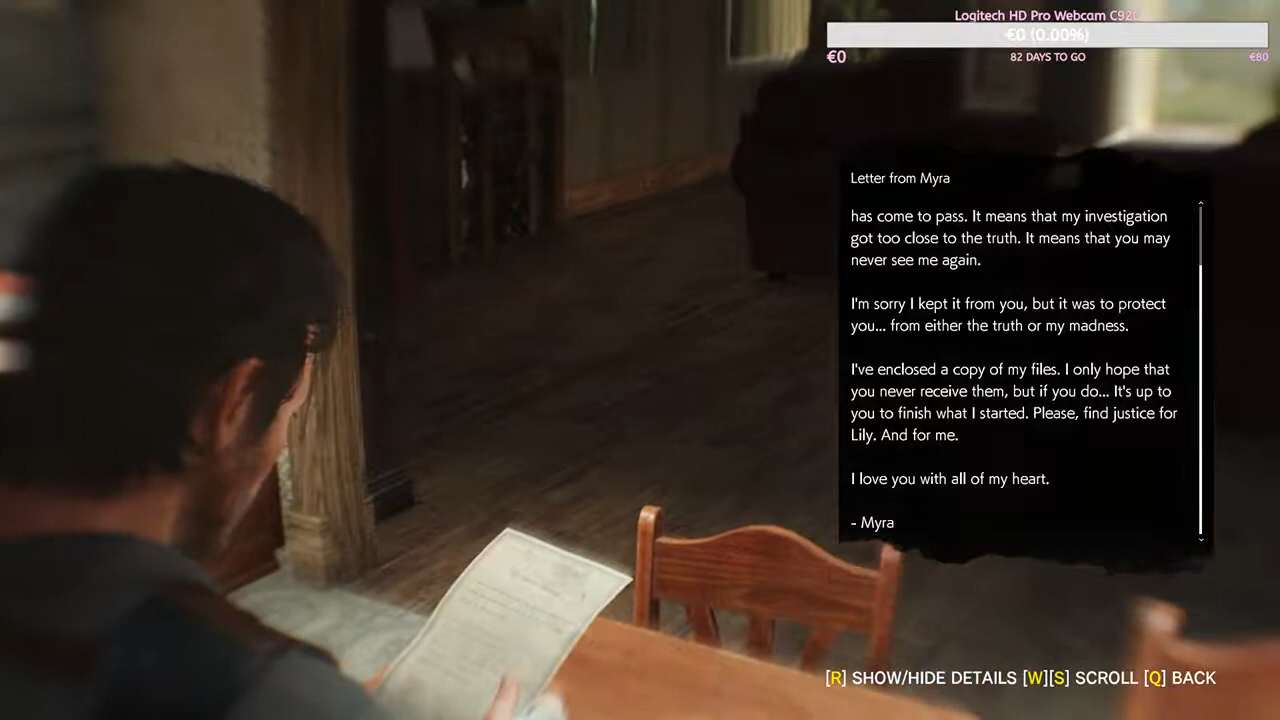 Logitech HD Pro Webcam C920
€0 (0.00%)
€0
82 DAYS TO GO
€80
Letter from Myra
has come to pass. It means that my investigation
got too close to the truth. It means that you may
never see me again.
I'm sorry I kept it from you, but it was to protect
you... from either the truth or my madness.
I've enclosed a copy of my files. I only hope that
you never receive them, but if you do... It's up to
you to finish what I started. Please, find justice for
Lily. And for me.
I love you with all of my heart.
- Myra
[R] SHOW/HIDE DETAILS [W][S] SCROLL [Q] BACK